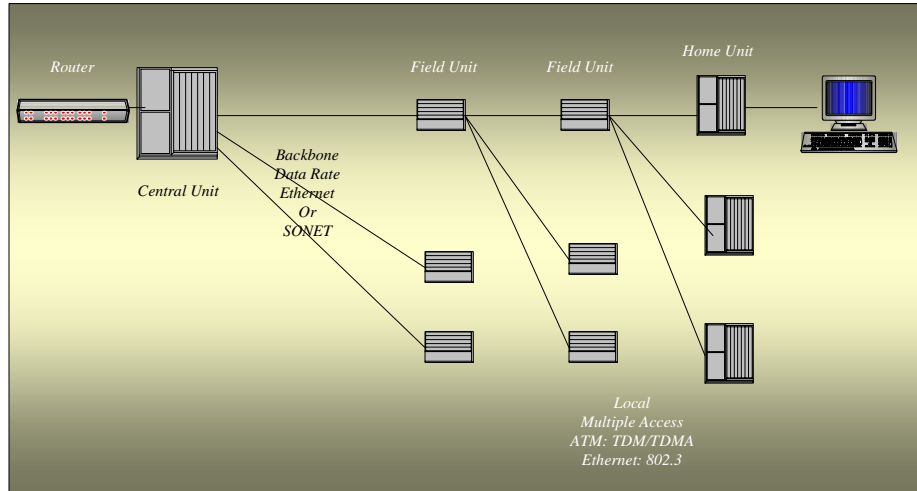 Router
Field Unit
Field Unit
Home Unit
Central Unit
Backbone
Data Rate
Ethernet
Or
SONET
Local
Multiple Access
ATM: TDM/TDMA
Ethernet: 802.3